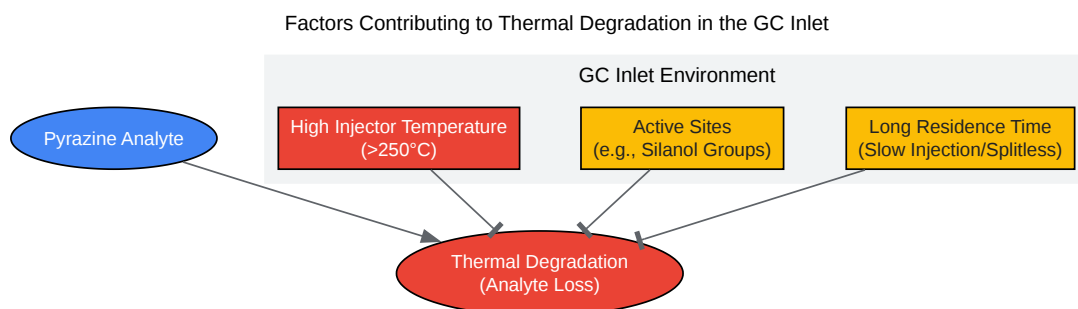 Factors Contributing to Thermal Degradation in the GC Inlet
GC Inlet Environment
Pyrazine Analyte
High Injector Temperature
(>250°C)
Active Sites
(e.g., Silanol Groups)
Long Residence Time
(Slow Injection/Splitless)
Thermal Degradation
(Analyte Loss)